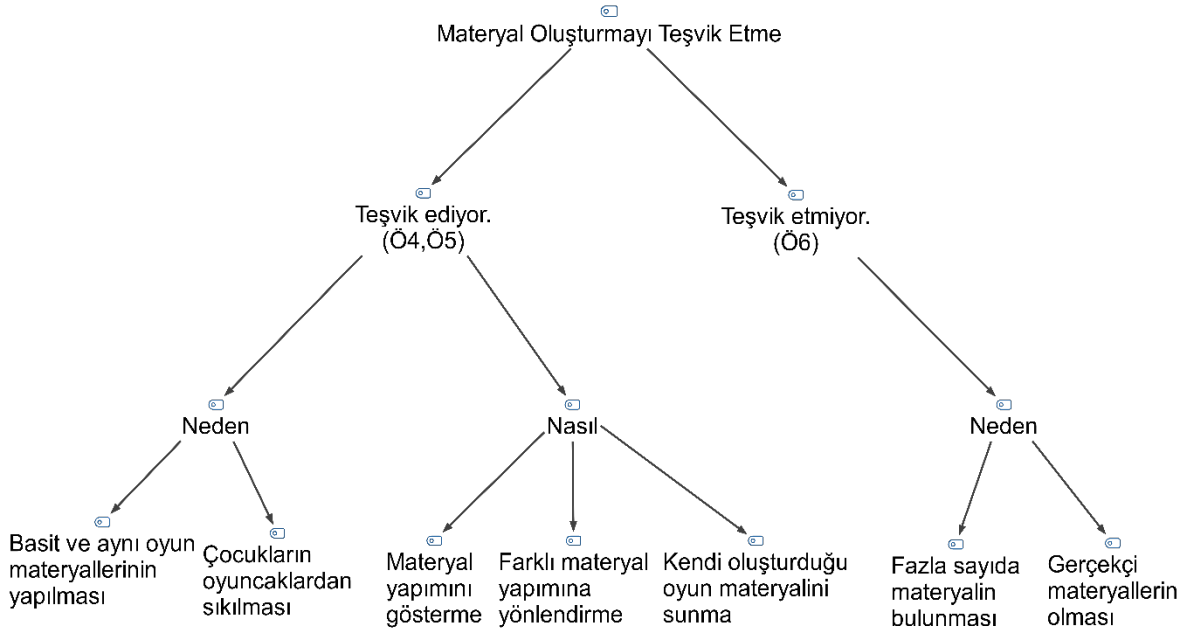 Materyal Oluşturmayı Teşvik Etme
Teşvik ediyor.
(Ö4,Ö5)
Teşvik etmiyor.
(Ö6)
Neden
Nasıl
Neden
Basit ve aynı oyun
materyallerinin
yapılması
Çocukların
oyuncaklardan
sıkılması
Materyal
yapımını
gösterme
Farklı materyal
yapımına
yönlendirme
Kendi oluşturduğu
oyun materyalini
sunma
Fazla sayıda
materyalin
bulunması
Gerçekçi
materyallerin
olması